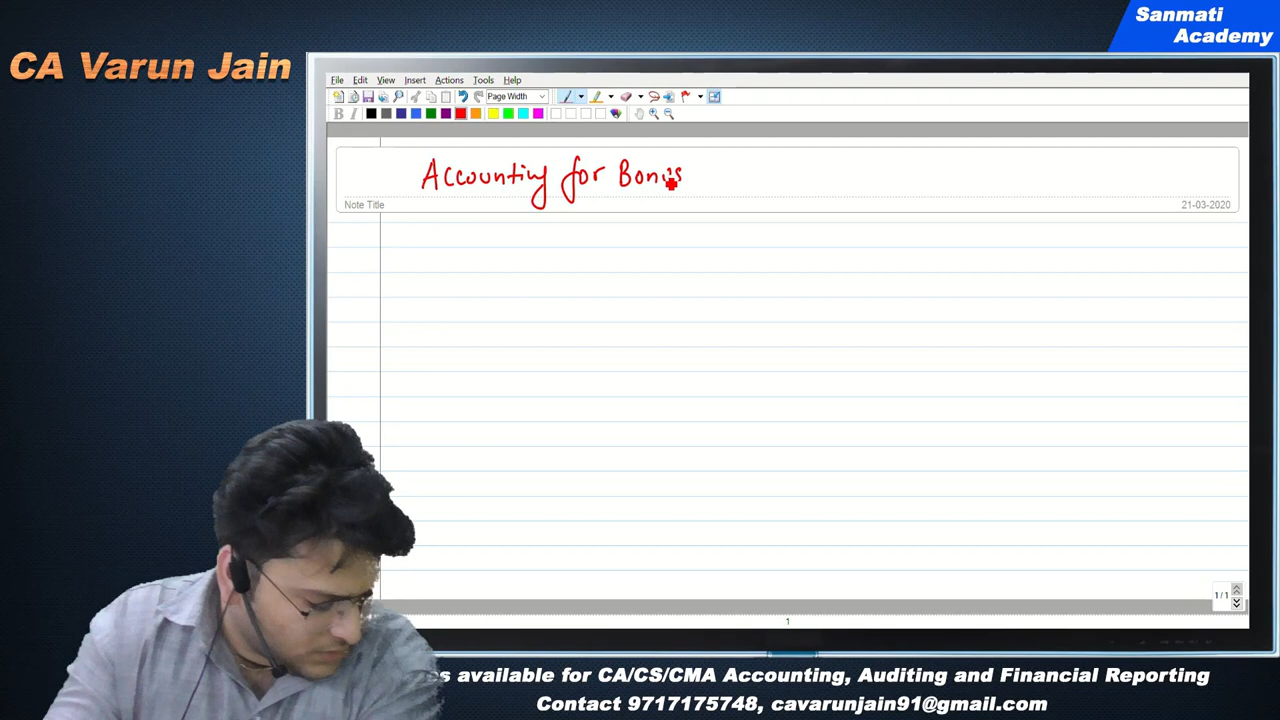 Sanmati
Academy
CA Varun Jain
File Edit View Insert Actions Tools Help
Page Width
B I
Accounting for Bonus
Note Title
21-03-2020
1/1
1
s available for CA/CS/CMA Accounting, Auditing and Financial Reporting
Contact 9717175748, cavarunjain91@gmail.com